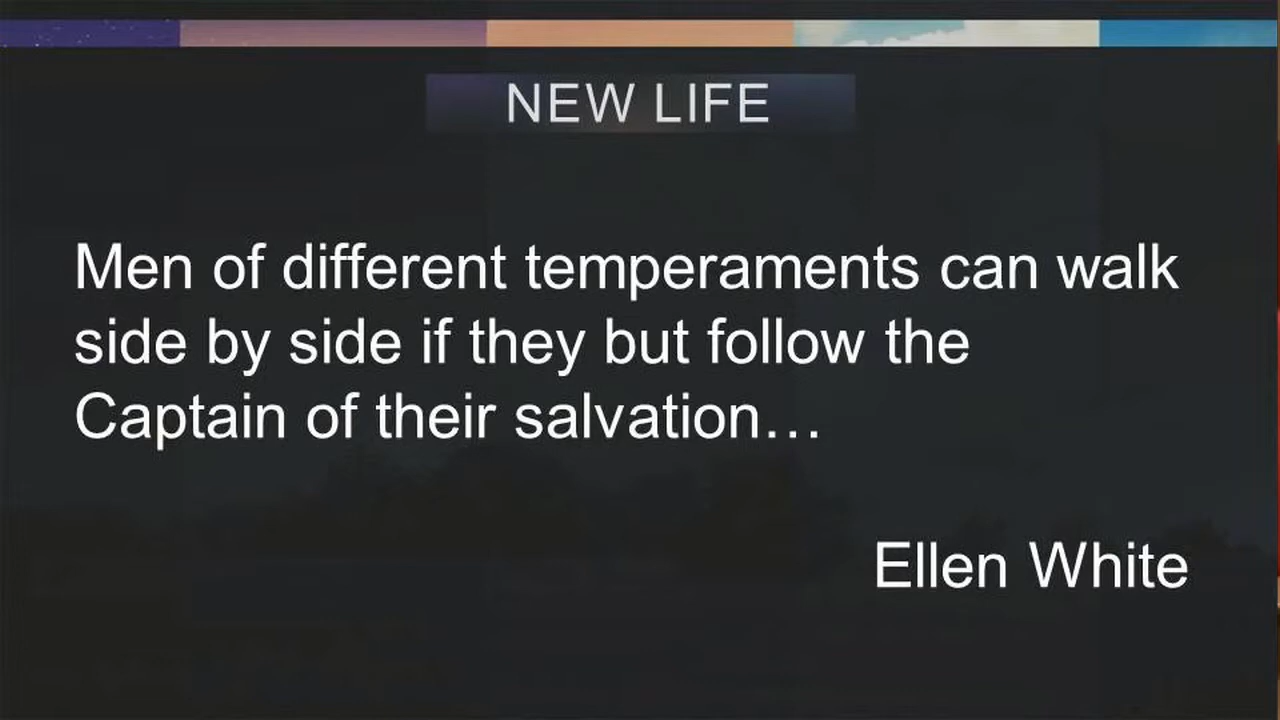 NEW LIFE
Men of different temperaments can walk
side by side if they but follow the
Captain of their salvation…
Ellen White